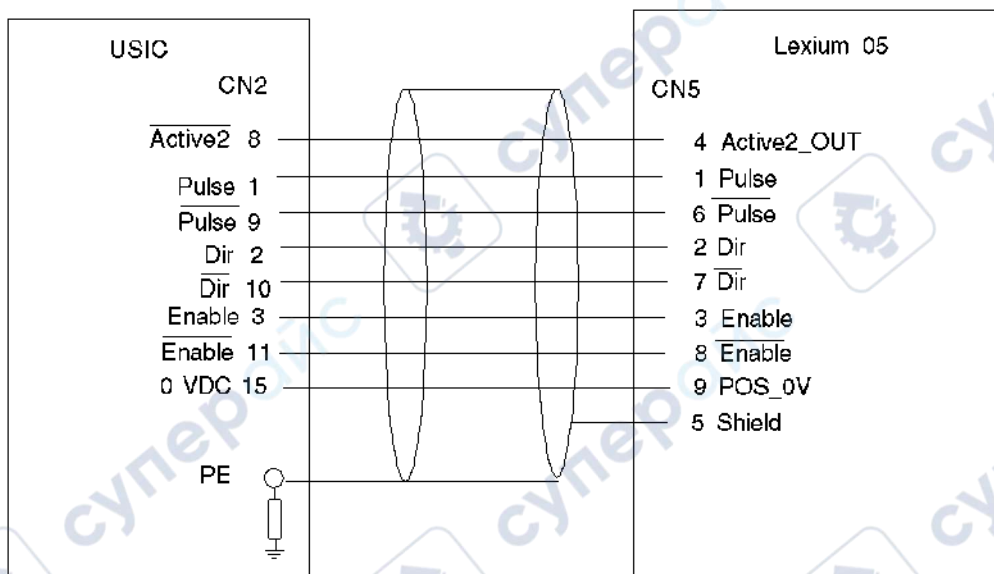 USIC
Lexium 05
CN2
CN5
Active2 8
4 Active2_OUT
Pulse 1
1 Pulse
Pulse 9
6 Pulse
Dir 2
2 Dir
Dir 10
7 Dir
Enable 3
3 Enable
Enable 11
8 Enable
0 VDC 15
9 POS_0V
5 Shield
PE
суперайс